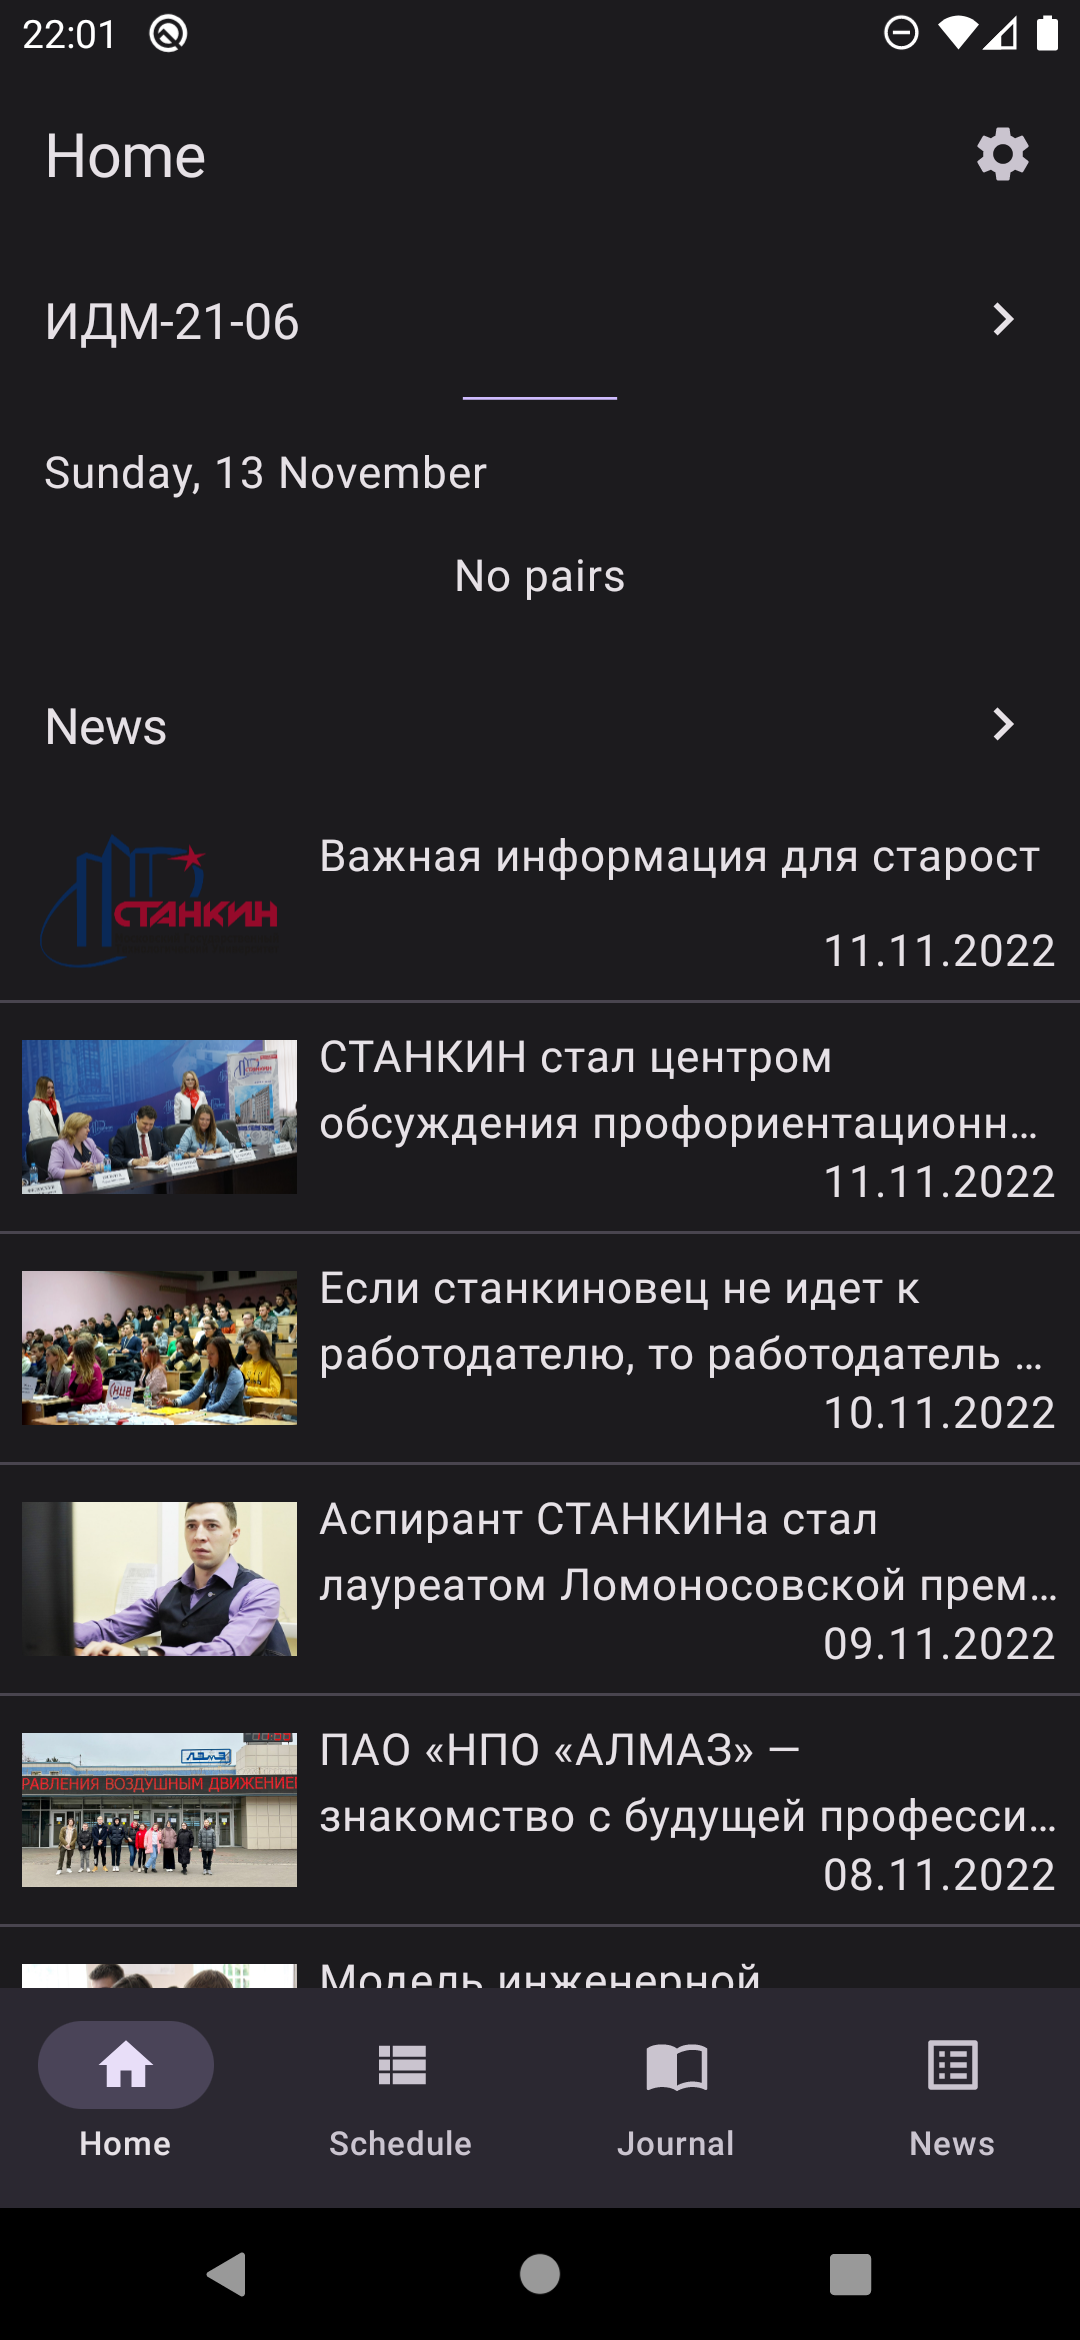 22:01
Home
ИДМ-21-06
Sunday, 13 November
No pairs
News
СТАНКИН
Важная информация для старост
11.11.2022
СТАНКИН стал центром
обсуждения профориентационн…
11.11.2022
Если станкиновец не идет к
работодателю, то работодатель …
10.11.2022
Аспирант СТАНКИНа стал
лауреатом Ломоносовской прем…
09.11.2022
РАВЛЕНИЯ ВОЗДУШНЫМ ДВИЖЕНИЕ
ПАО «НПО «АЛМАЗ» —
знакомство с будущей професси…
08.11.2022
Модель инженерной
Home
Schedule
Journal
News